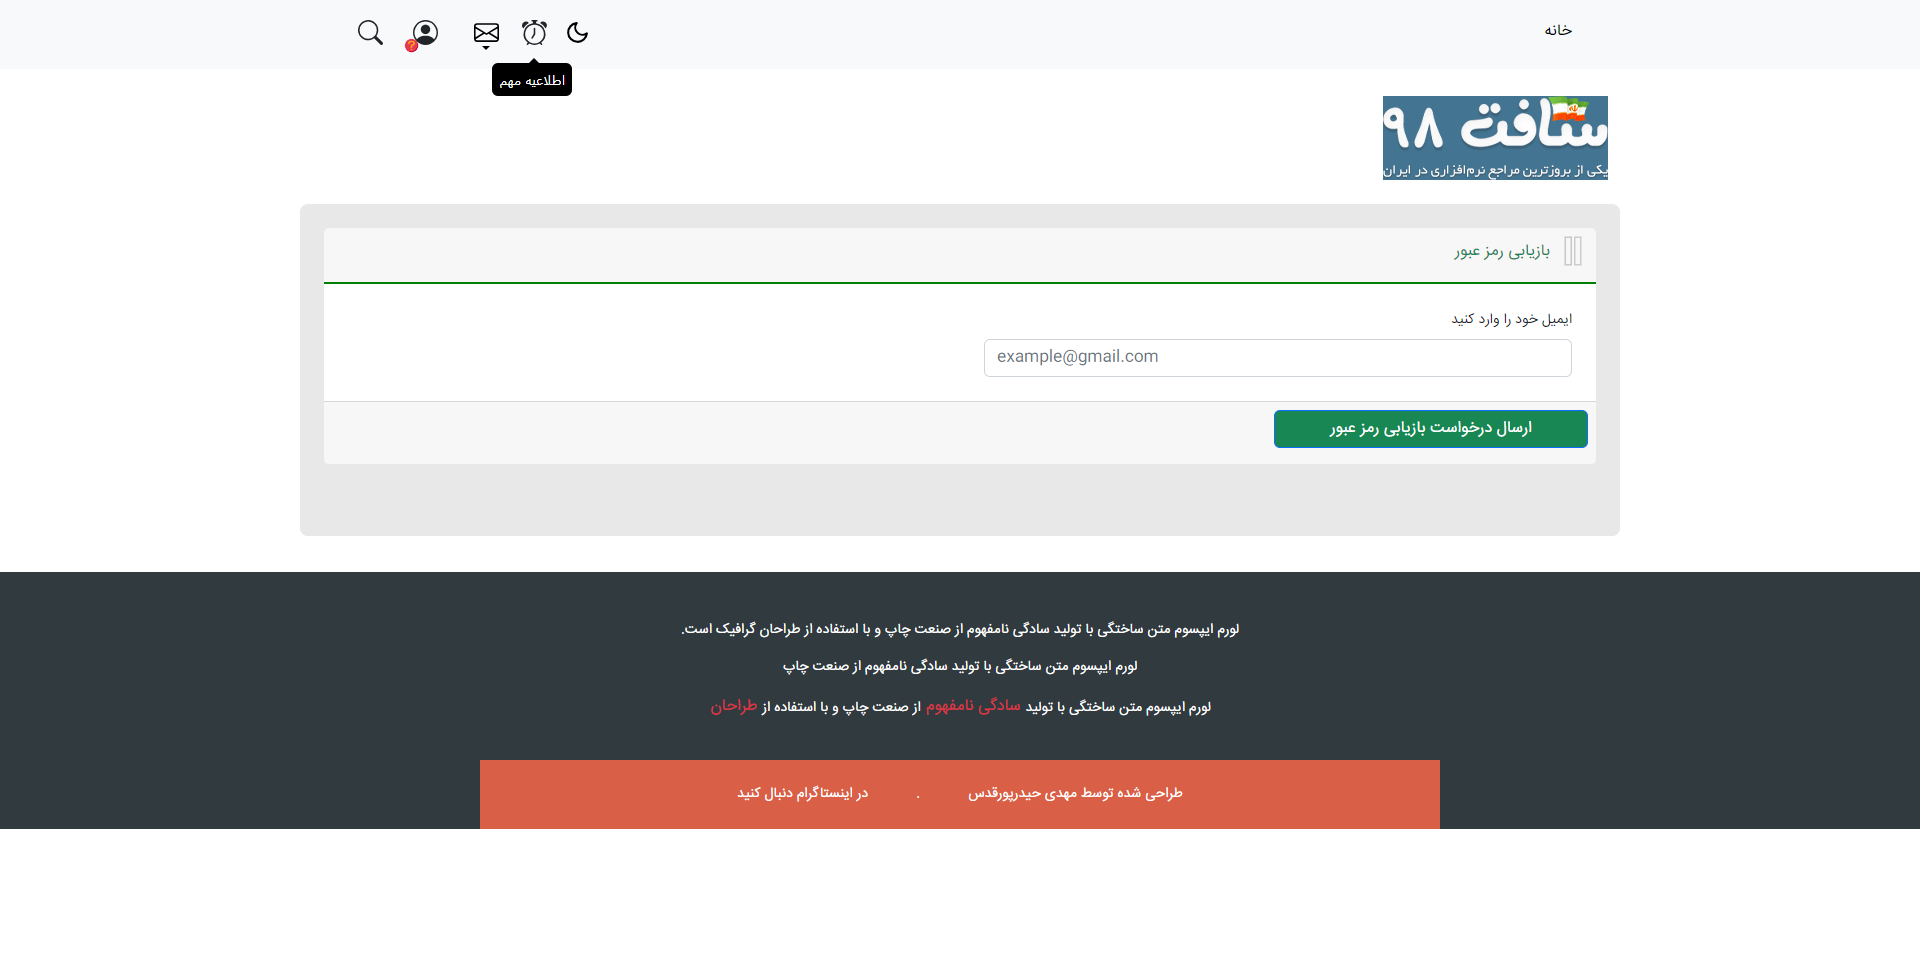 خانه
اطلاعیه مهم
سافت ۹۸
یکی از بروزترین مراجع نرم‌افزاری در ایران
بازیابی رمز عبور
ایمیل خود را وارد کنید
example@gmail.com
ارسال درخواست بازیابی رمز عبور
لورم ایپسوم متن ساختگی با تولید سادگی نامفهوم از صنعت چاپ و با استفاده از طراحان گرافیک است.
لورم ایپسوم متن ساختگی با تولید سادگی نامفهوم از صنعت چاپ
لورم ایپسوم متن ساختگی با تولید سادگی نامفهوم از صنعت چاپ و با استفاده از طراحان
طراحی شده توسط مهدی حیدرپورقدس . در اینستاگرام دنبال کنید